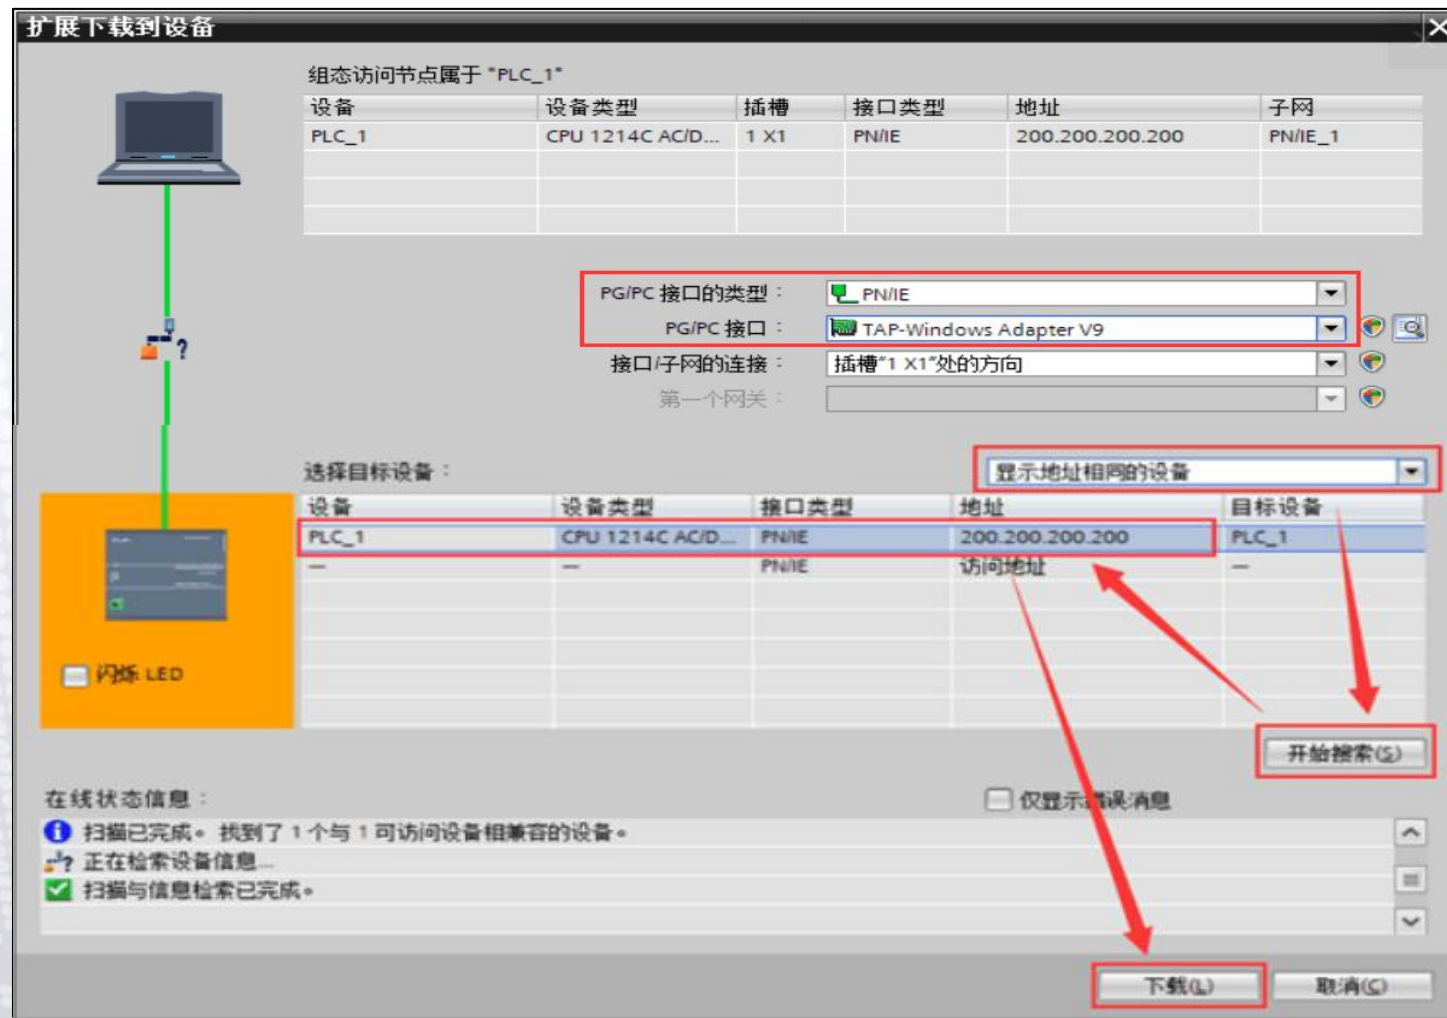 扩展下载到设备
组态访问节点属于 "PLC_1"
设备 设备类型 插槽 接口类型 地址 子网
PLC_1 CPU 1214C AC/D... 1 X1 PN/IE 200.200.200.200 PN/IE_1
PG/PC 接口的类型： PN/IE
PG/PC 接口： TAP-Windows Adapter V9
接口/子网的连接： 插槽"1 X1"处的方向
第一个网关：
选择目标设备： 显示地址相同的设备
设备 设备类型 接口类型 地址 目标设备
PLC_1 CPU 1214C AC/D... PN/IE 200.200.200.200 PLC_1
— — PN/IE 访问地址 —
闪烁 LED
开始搜索(S)
在线状态信息： 仅显示错误消息
扫描已完成。找到了 1 个与 1 可访问设备相兼容的设备。
正在检索设备信息...
扫描与信息检索已完成。
下载(L) 取消(C)